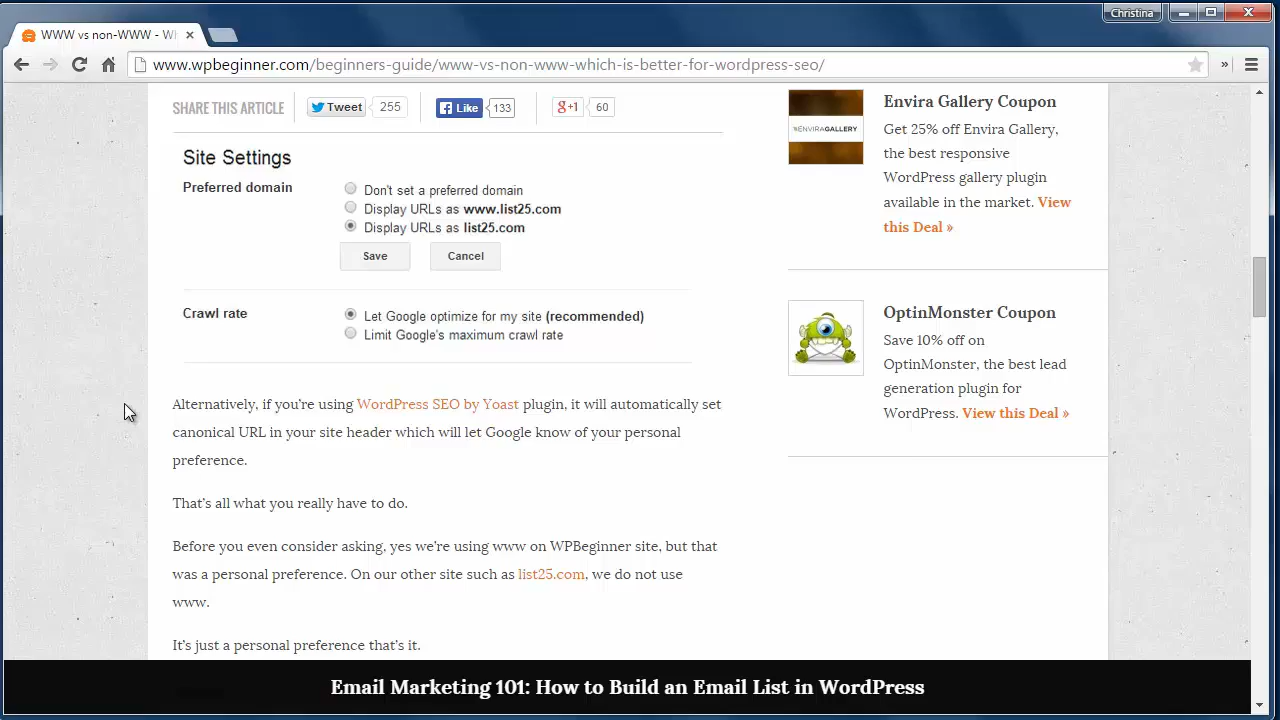 Christina
WWW vs non-WWW - Wh
www.wpbeginner.com/beginners-guide/www-vs-non-www-which-is-better-for-wordpress-seo/
SHARE THIS ARTICLE
Tweet 255
Like 133
g+1 60
Site Settings
Preferred domain
Don't set a preferred domain
Display URLs as www.list25.com
Display URLs as list25.com
Save Cancel
Crawl rate
Let Google optimize for my site (recommended)
Limit Google's maximum crawl rate
Alternatively, if you're using WordPress SEO by Yoast plugin, it will automatically set
canonical URL in your site header which will let Google know of your personal
preference.
That's all what you really have to do.
Before you even consider asking, yes we're using www on WPBeginner site, but that
was a personal preference. On our other site such as list25.com, we do not use
www.
It's just a personal preference that's it.
ENVIRAGALLERY
Envira Gallery Coupon
Get 25% off Envira Gallery,
the best responsive
WordPress gallery plugin
available in the market. View
this Deal »
OptinMonster Coupon
Save 10% off on
OptinMonster, the best lead
generation plugin for
WordPress. View this Deal »
Email Marketing 101: How to Build an Email List in WordPress